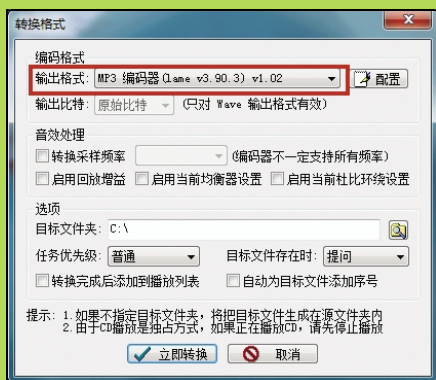 转换格式
编码格式
输出格式: MP3 编码器(lame v3.90.3) v1.02 配置
输出比特: 原始比特 (只对 Wave 输出格式有效)
音效处理
转换采样频率 (编码器不一定支持所有频率)
启用回放增益 启用当前均衡器设置 启用当前杜比环绕设置
选项
目标文件夹: C:\
任务优先级: 普通 目标文件存在时: 提问
转换完成后添加到播放列表 自动为目标文件添加序号
提示: 1.如果不指定目标文件夹, 将把目标文件生成在源文件夹内
2.由于CD播放是独占方式, 如果正在播放CD, 请先停止播放
立即转换 取消